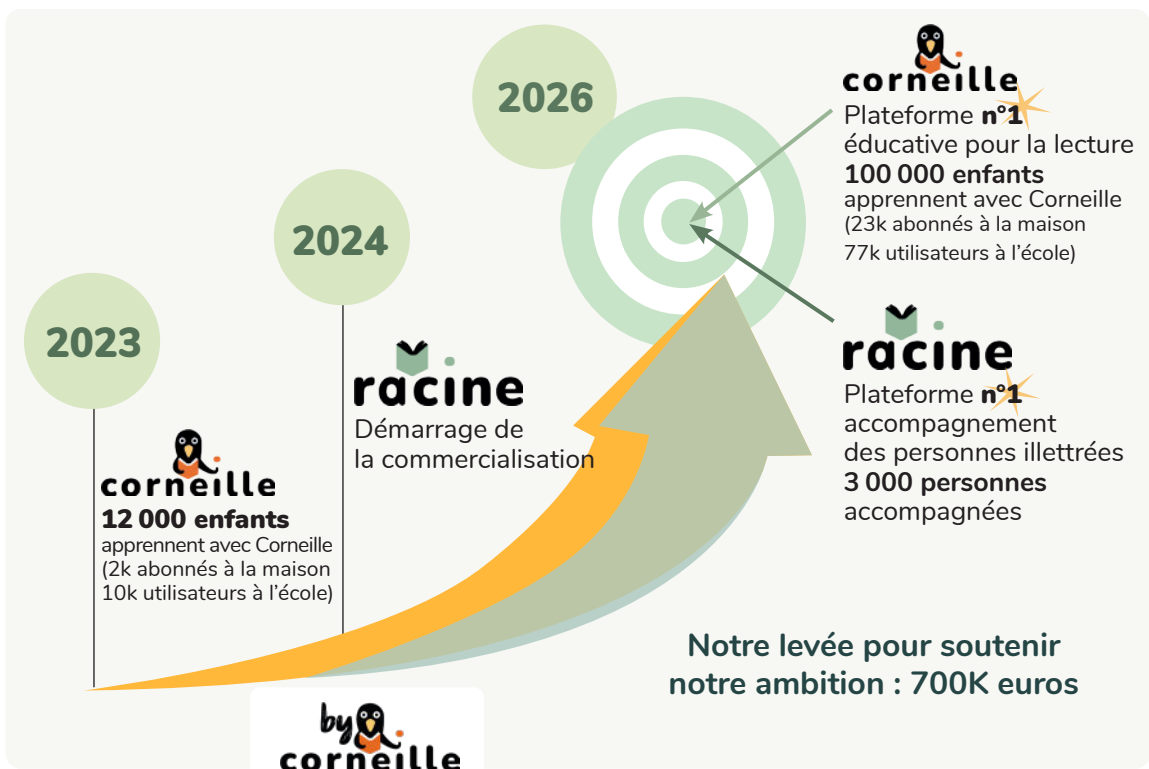 2023
corneille
12 000 enfants
apprennent avec Corneille
(2k abonnés à la maison
10k utilisateurs à l'école)
2024
racine
Démarrage de
la commercialisation
2026
corneille
Plateforme n°1
éducative pour la lecture
100 000 enfants
apprennent avec Corneille
(23k abonnés à la maison
77k utilisateurs à l'école)
racine
Plateforme n°1
accompagnement
des personnes illettrées
3 000 personnes
accompagnées
Notre levée pour soutenir
notre ambition : 700K euros
by
corneille